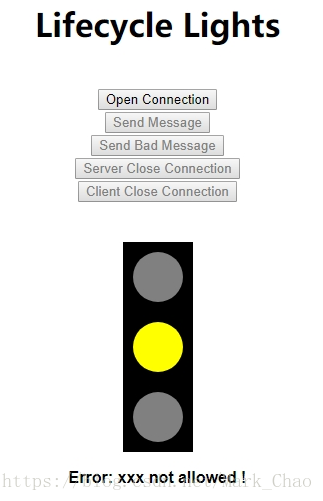 Lifecycle Lights
Open Connection
Send Message
Send Bad Message
Server Close Connection
Client Close Connection
Error: xxx not allowed !
https://blog.csdn.net/Mark_Chao